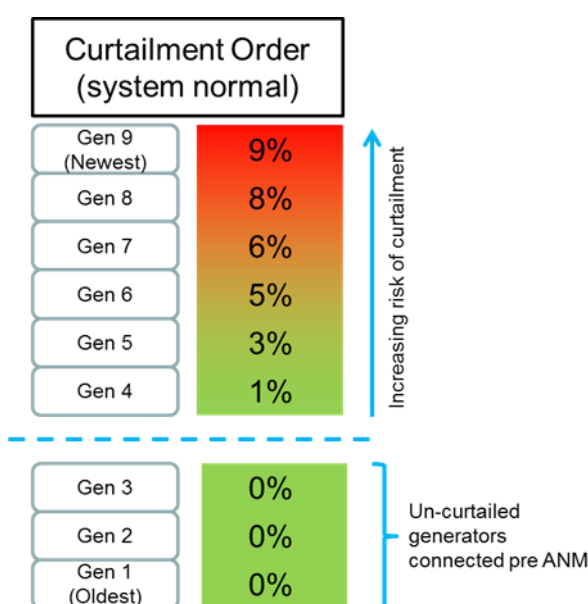 Curtailment Order
(system normal)
Gen 9
(Newest)
9%
Gen 8
8%
Gen 7
6%
Gen 6
5%
Gen 5
3%
Gen 4
1%
Increasing risk of curtailment
Gen 3
0%
Gen 2
0%
Gen 1
(Oldest)
0%
Un-curtailed
generators
connected pre ANM